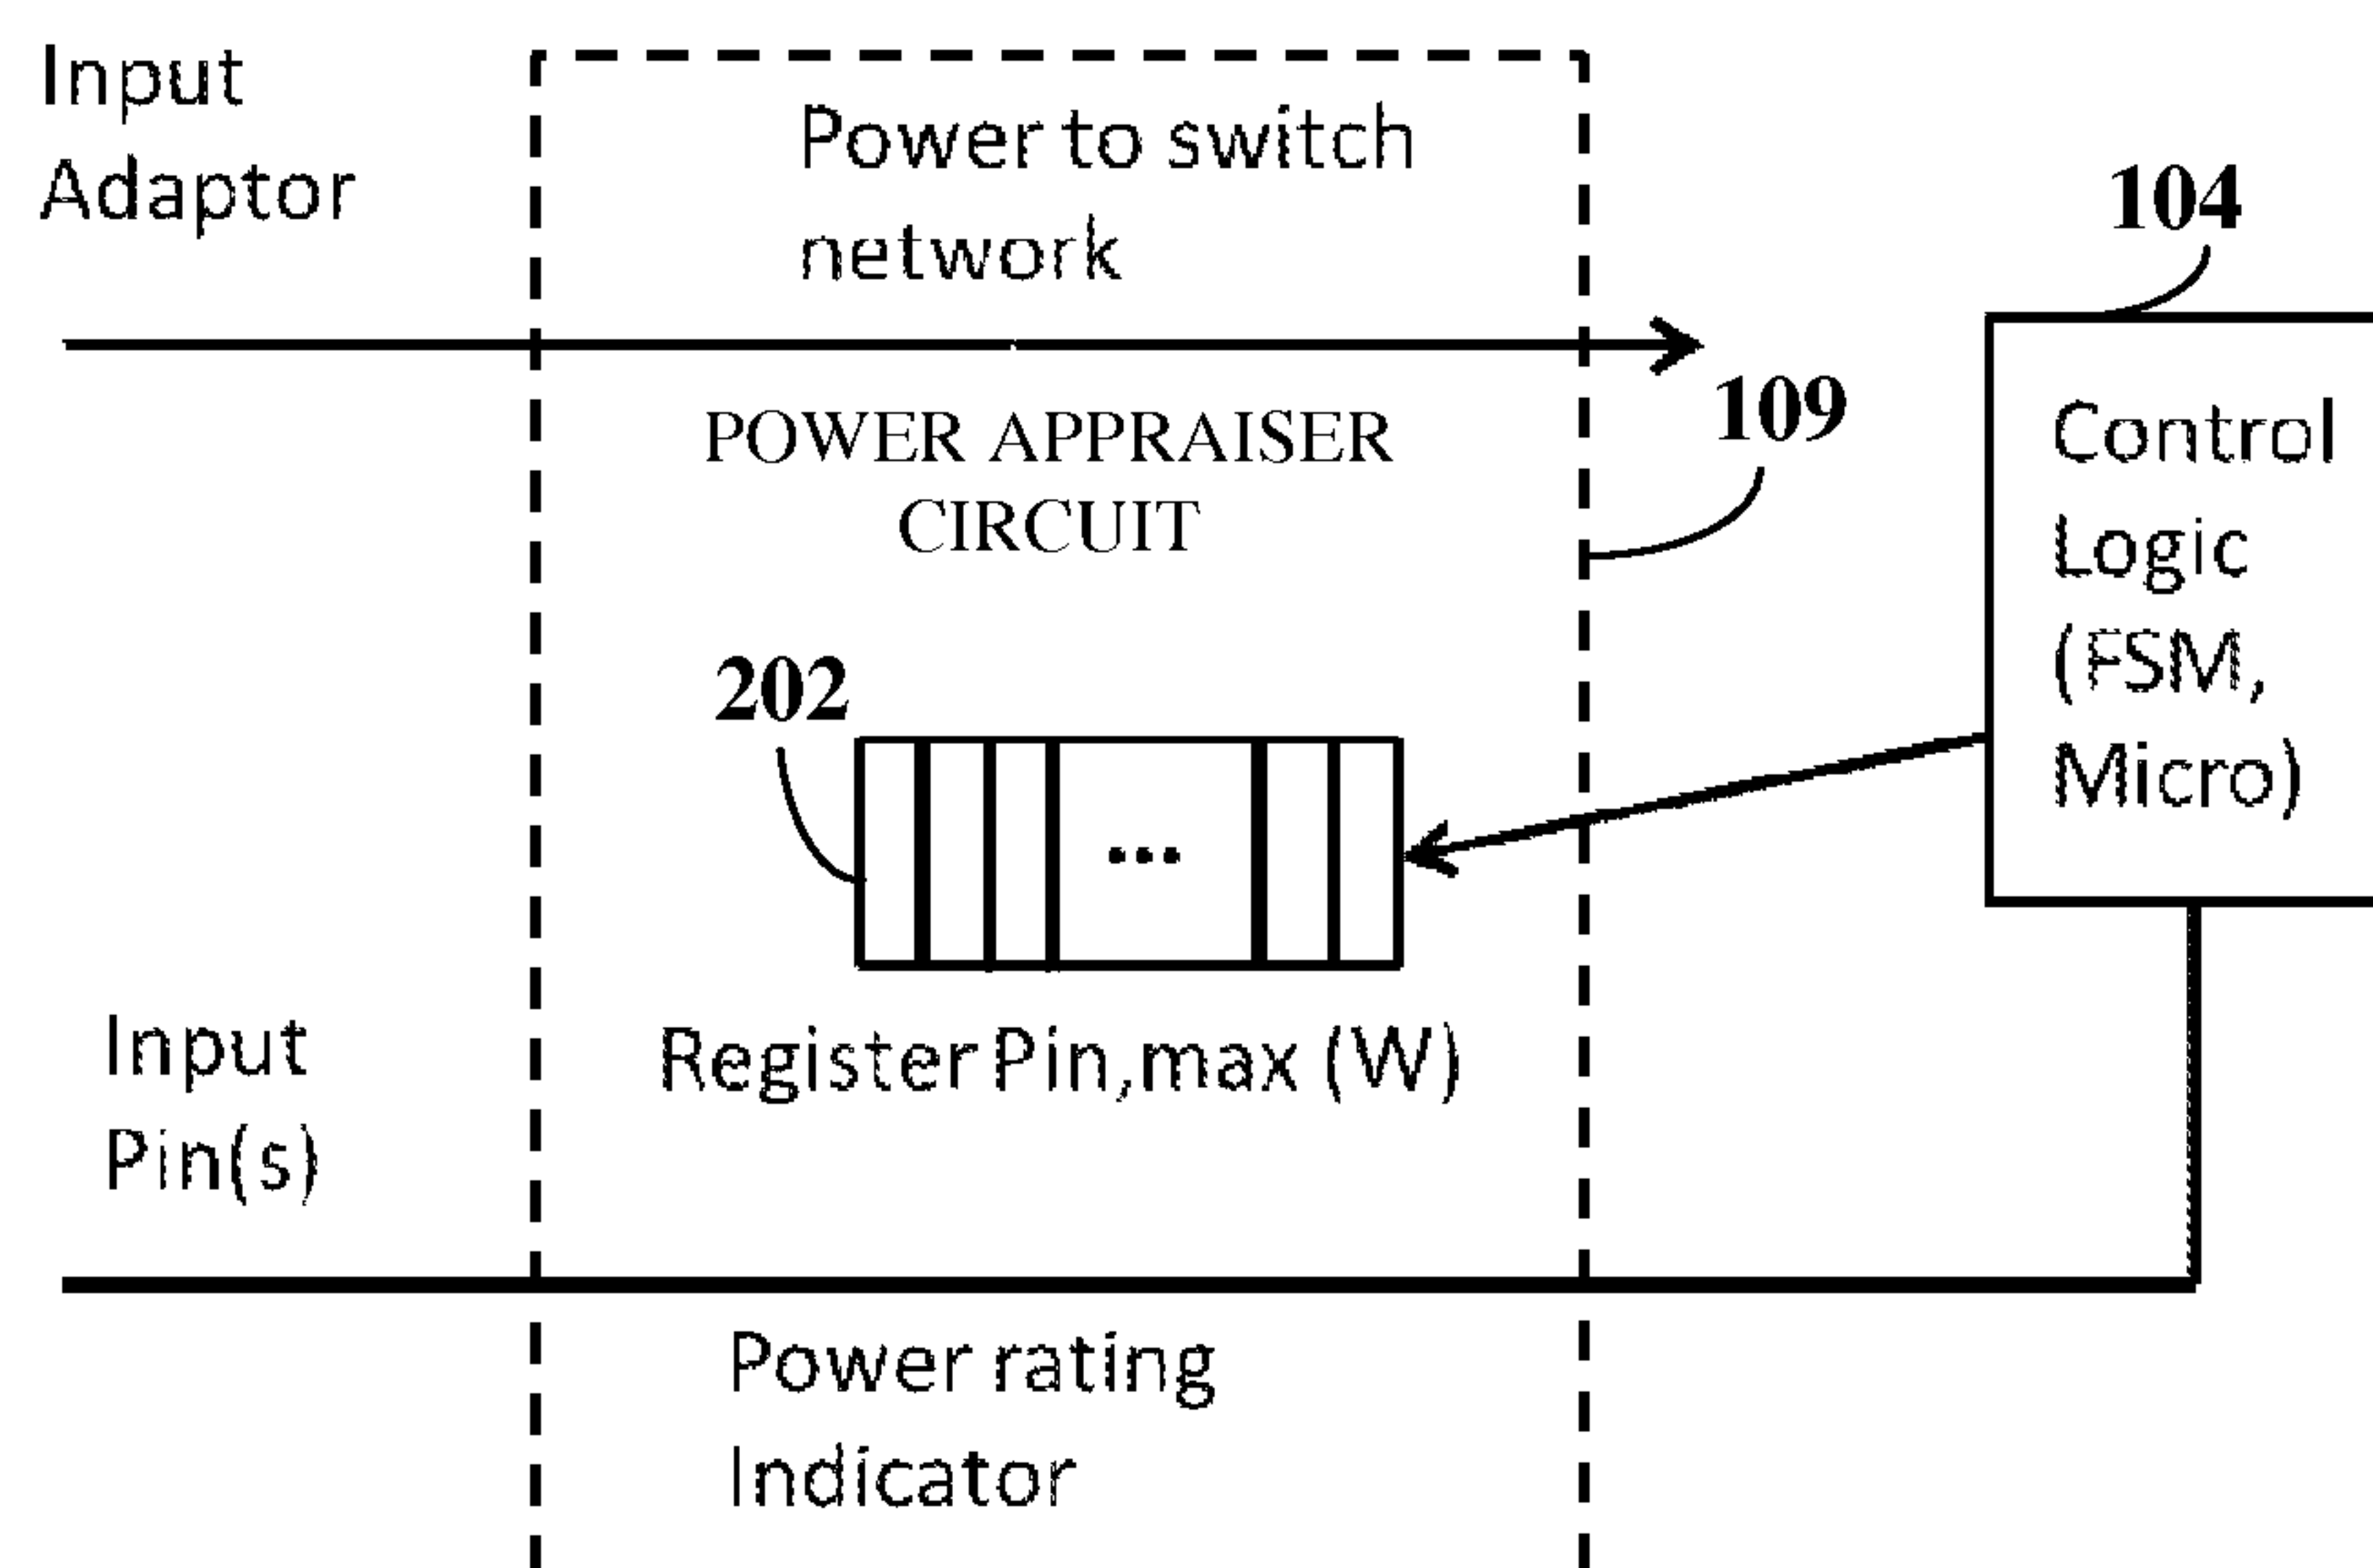 Input
Adaptor
Power to switch
network
104
POWER APPRAISER
CIRCUIT
109
Control
Logic
(FSM,
Micro)
202
...
Register Pin,max (W)
Input
Pin(s)
Power rating
Indicator